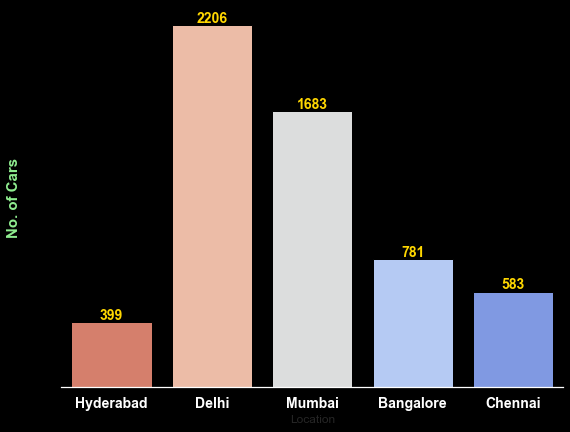 2206
1683
781
583
399
No. of Cars
Hyderabad
Delhi
Mumbai
Bangalore
Chennai
Location